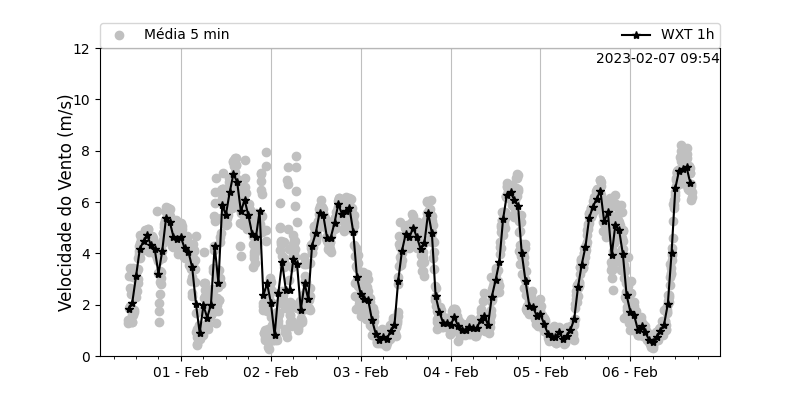 Média 5 min
WXT 1h
2023-02-07 09:54
Velocidade do Vento (m/s)
12
10
8
6
4
2
0
01 - Feb
02 - Feb
03 - Feb
04 - Feb
05 - Feb
06 - Feb